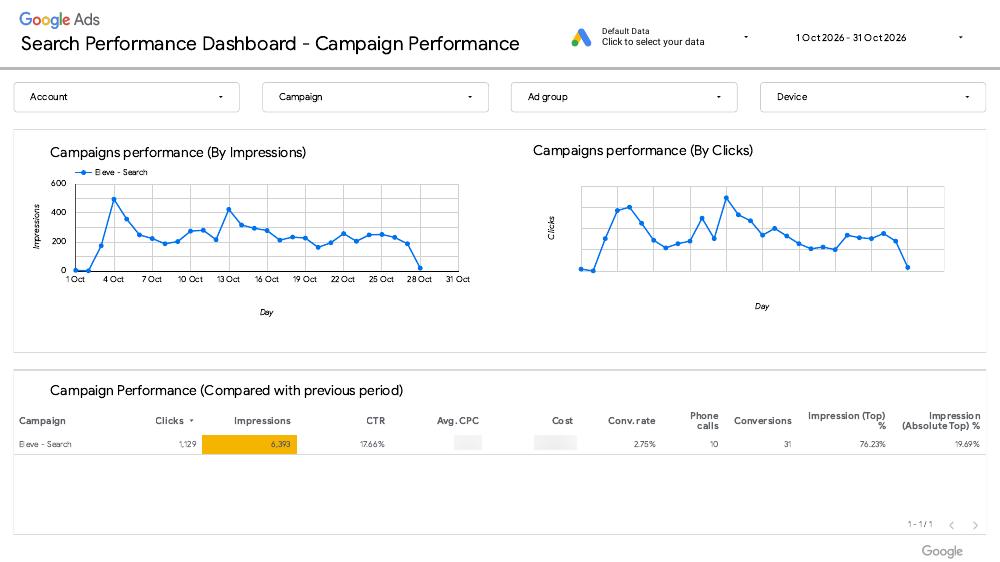 Google Ads
Search Performance Dashboard - Campaign Performance
Default Data
Click to select your data
1 Oct 2026 - 31 Oct 2026
Account
Campaign
Ad group
Device
Campaigns performance (By Impressions)
Eleve - Search
600
400
200
0
Impressions
1 Oct 4 Oct 7 Oct 10 Oct 13 Oct 16 Oct 19 Oct 22 Oct 25 Oct 28 Oct 31 Oct
Day
Campaigns performance (By Clicks)
Clicks
Day
Campaign Performance (Compared with previous period)
Campaign Clicks Impressions CTR Avg. CPC Cost Conv. rate Phone calls Conversions Impression (Top) % Impression (Absolute Top) %
Eleve - Search 1,129 6,393 17.66% 2.75% 10 31 76.23% 19.69%
1 - 1 / 1
Google